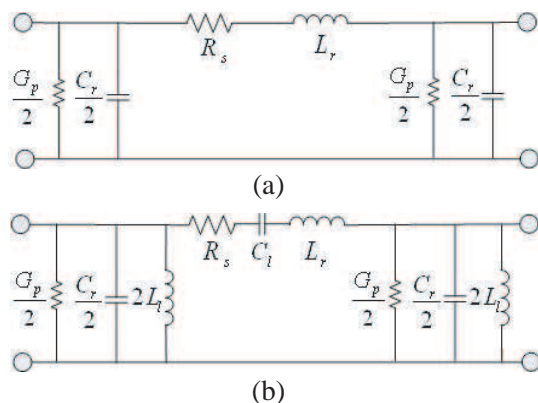 R_s L_r
G_p/2 C_r/2 G_p/2 C_r/2
(a)
R_s C_l L_r
G_p/2 C_r/2 2L_l G_p/2 C_r/2 2L_l
(b)